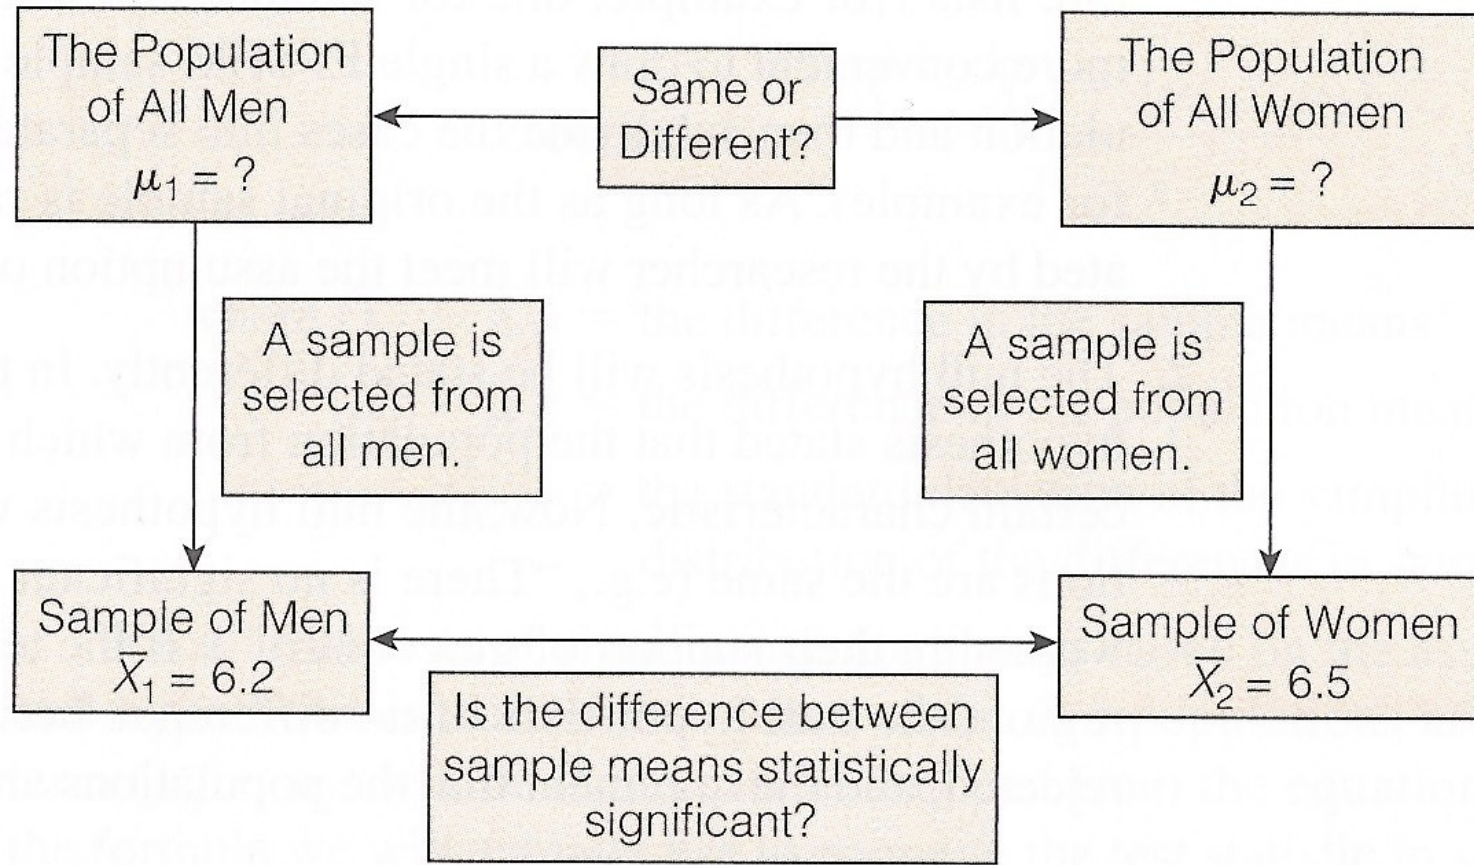 The Population
of All Men
μ₁ = ?
Same or
Different?
The Population
of All Women
μ₂ = ?
A sample is
selected from
all men.
A sample is
selected from
all women.
Sample of Men
X̄₁ = 6.2
Sample of Women
X̄₂ = 6.5
Is the difference between
sample means statistically
significant?